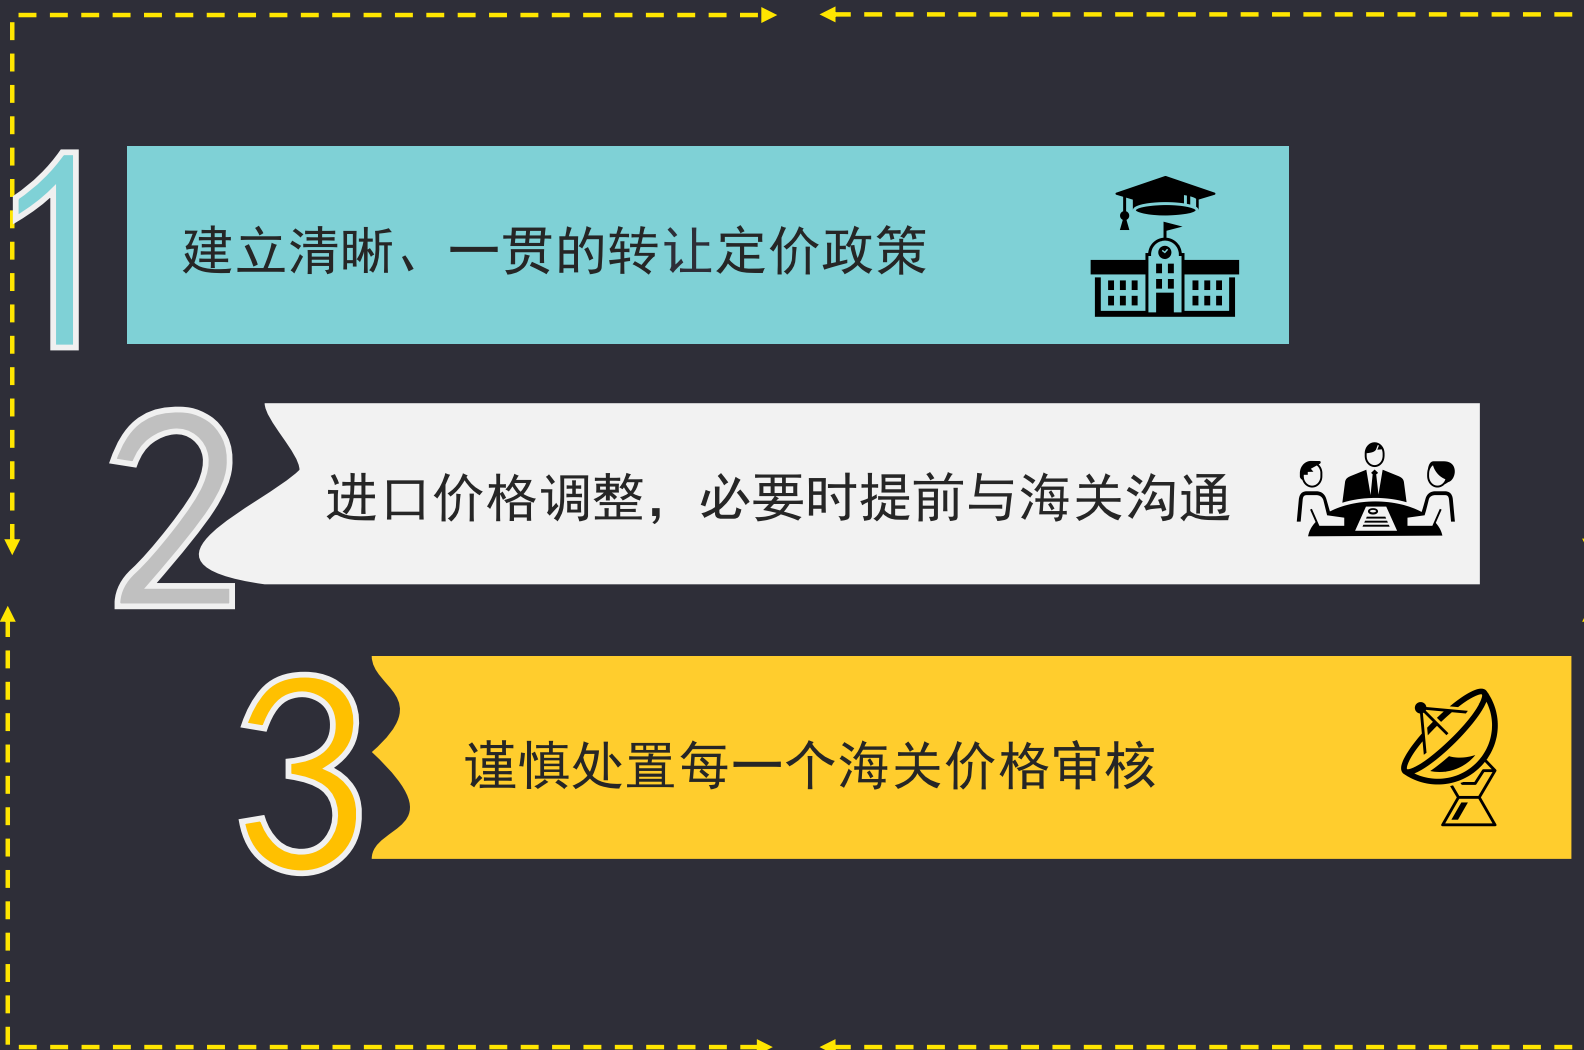 1
建立清晰、一贯的转让定价政策
2
进口价格调整，必要时提前与海关沟通
3
谨慎处置每一个海关价格审核